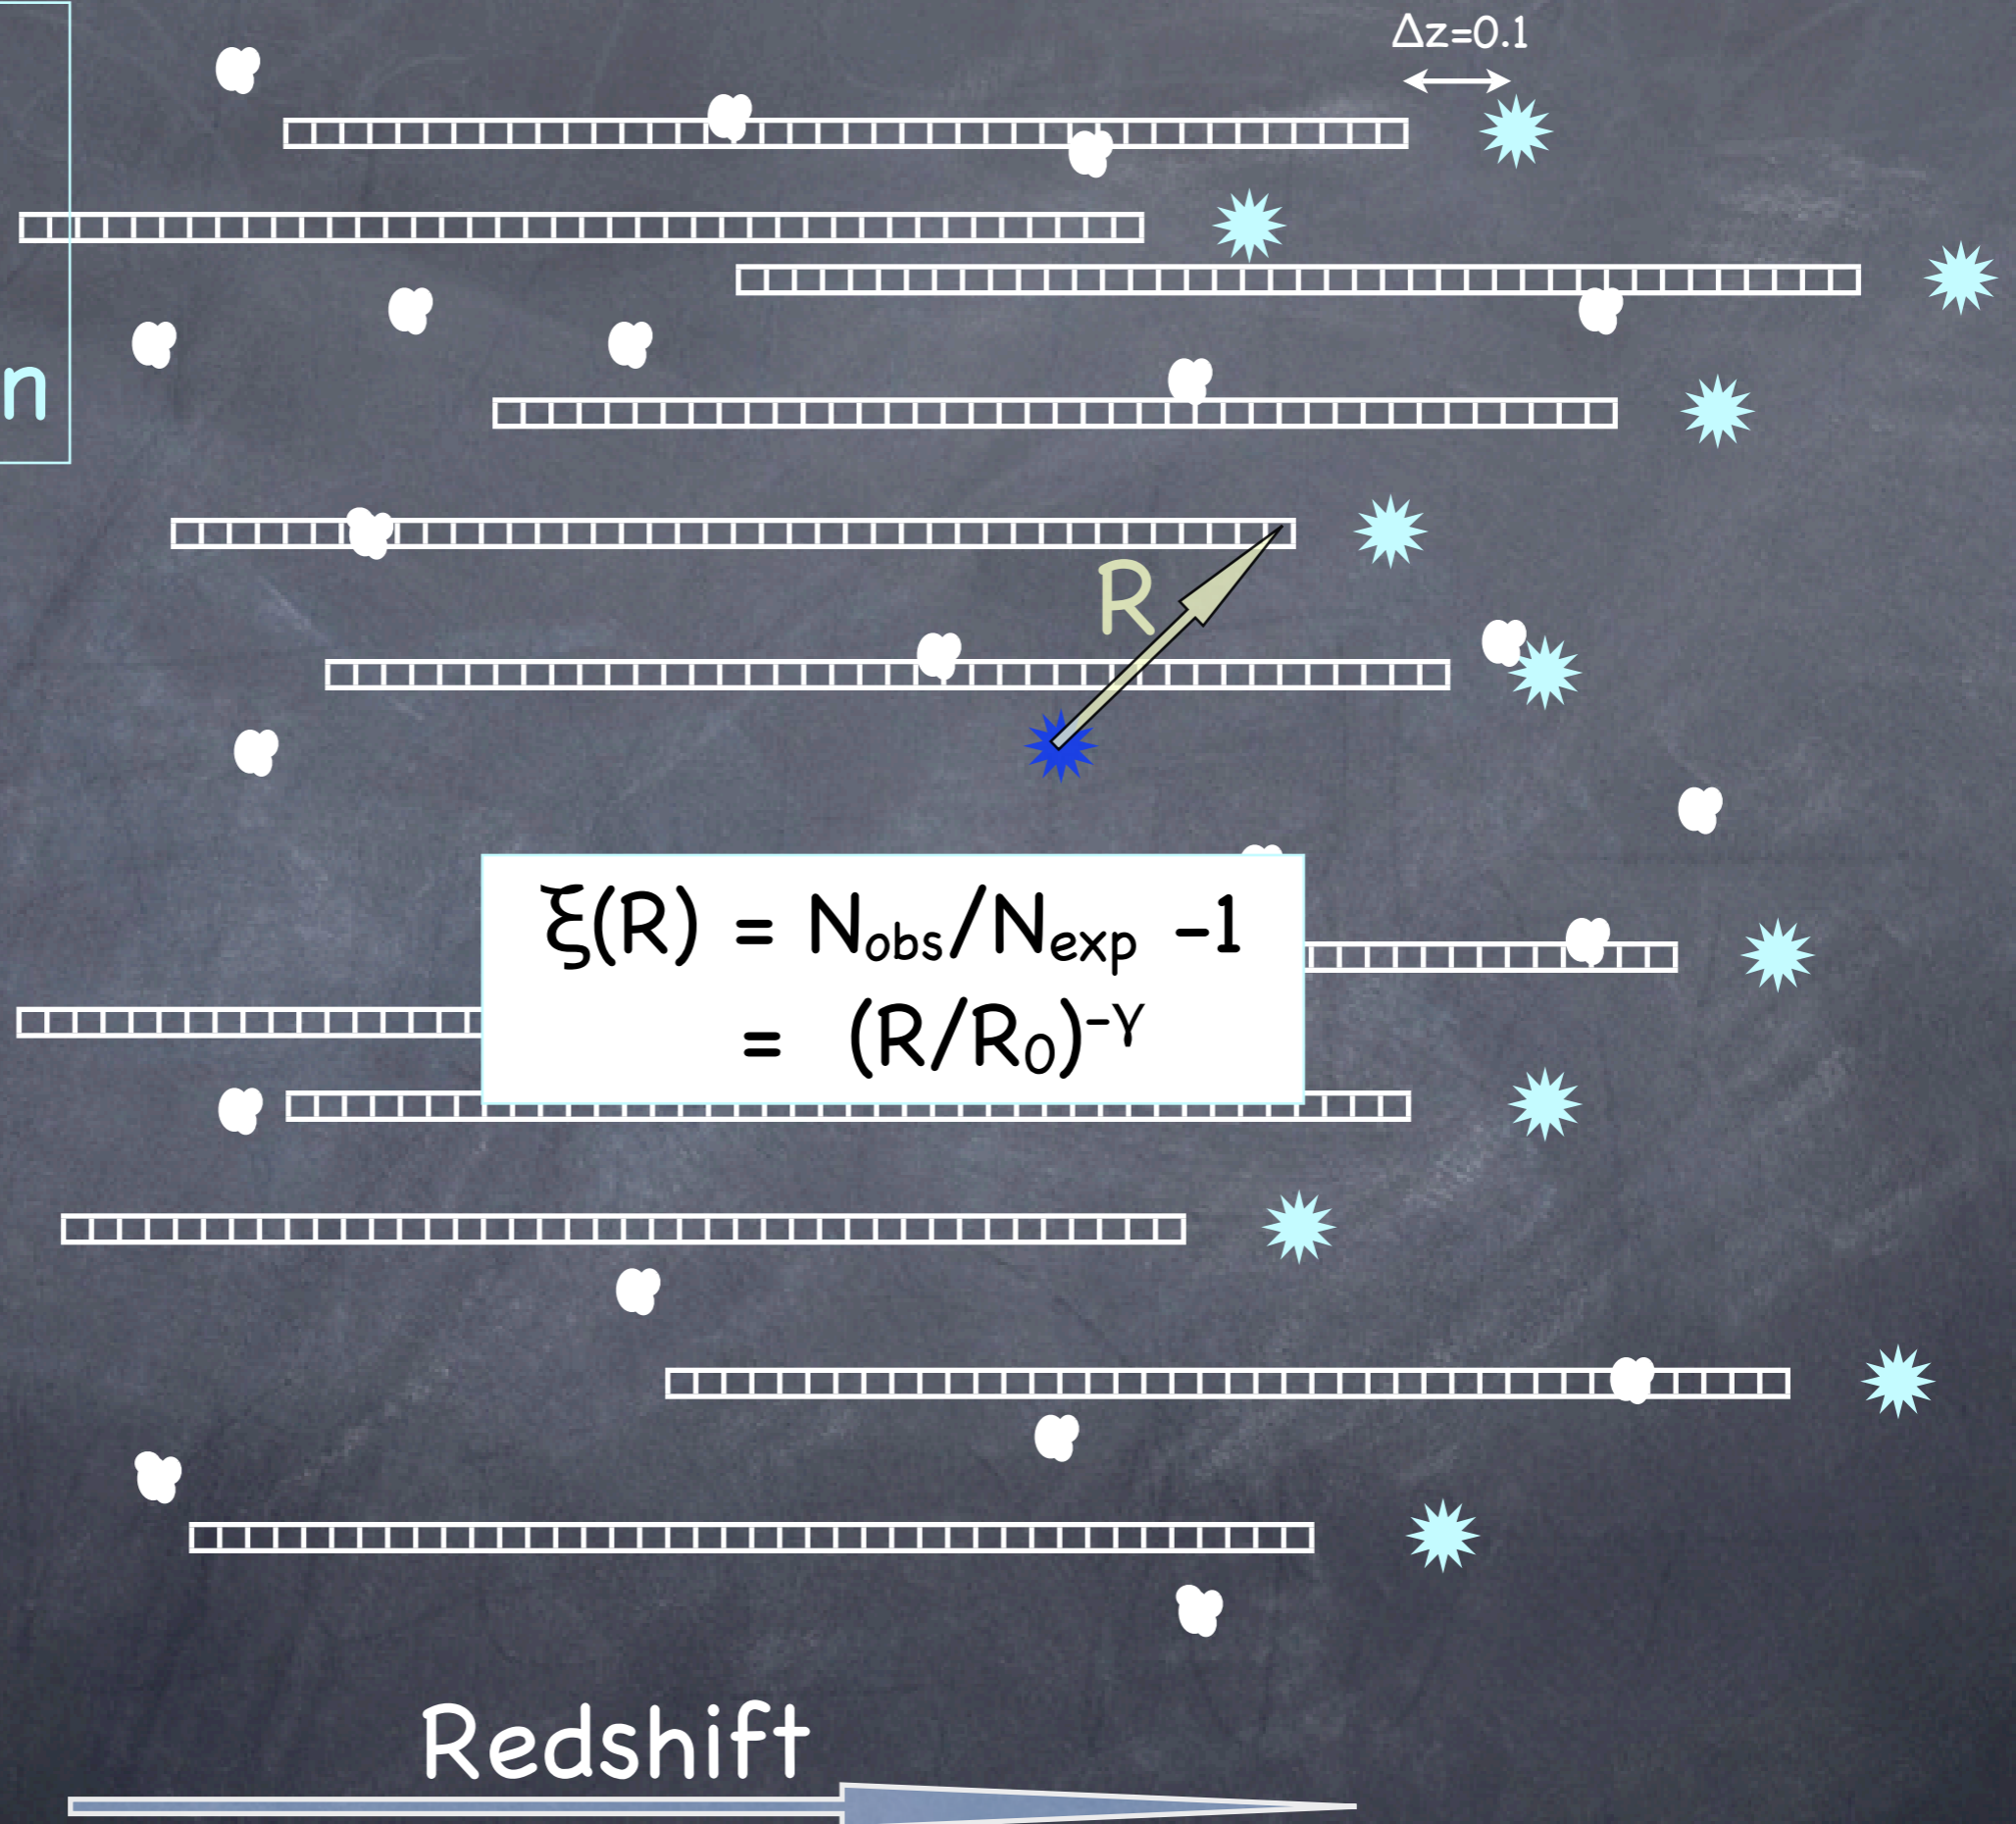 Δz=0.1
n
R
ξ(R) = Nobs/Nexp -1
= (R/R0)-γ
Redshift